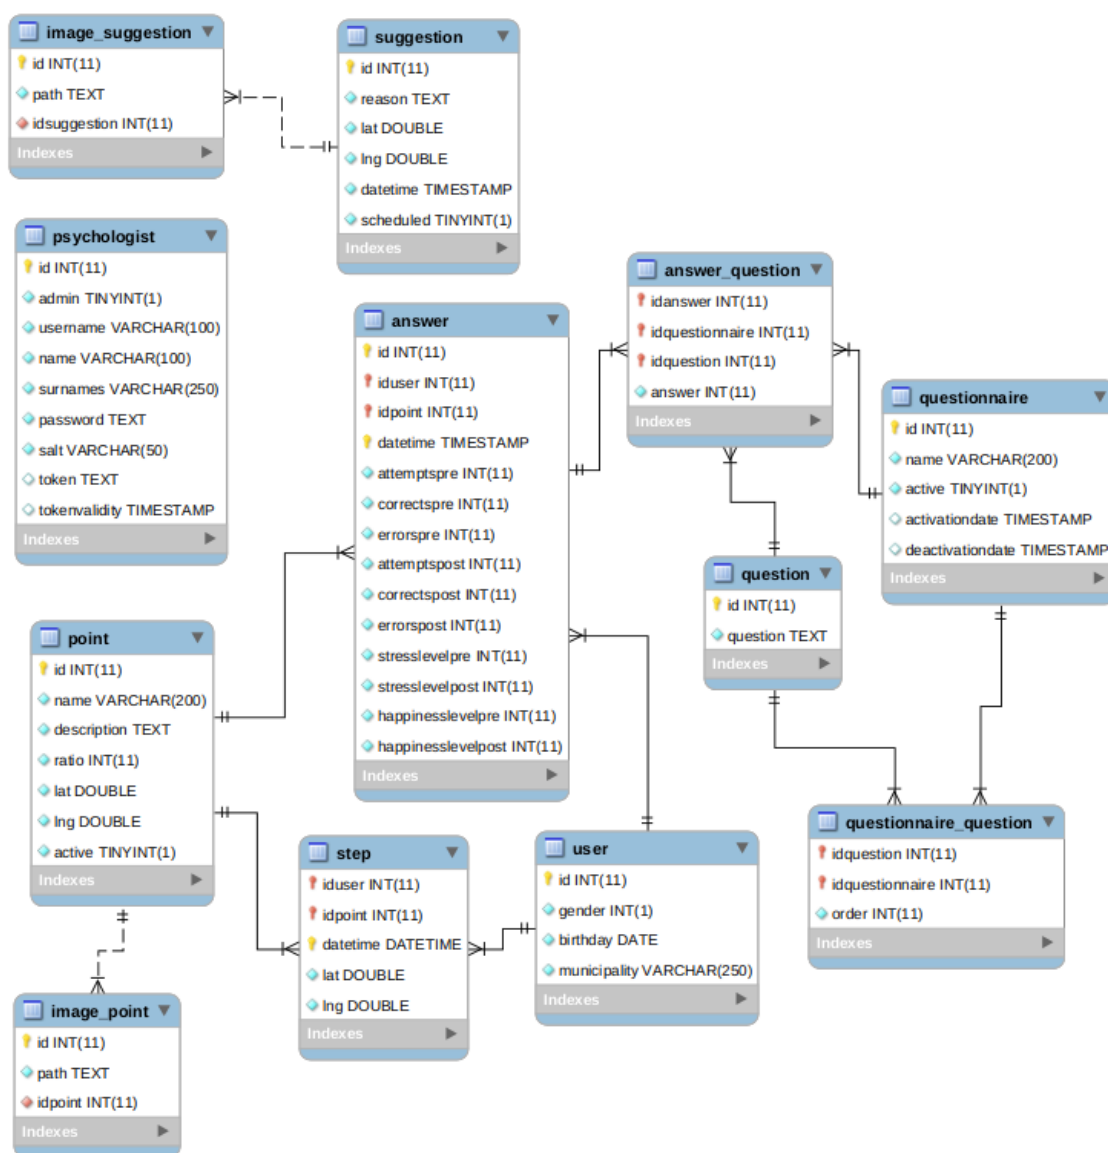 image_suggestion
id INT(11)
path TEXT
idsuggestion INT(11)
Indexes
suggestion
id INT(11)
reason TEXT
lat DOUBLE
lng DOUBLE
datetime TIMESTAMP
scheduled TINYINT(1)
Indexes
psychologist
id INT(11)
admin TINYINT(1)
username VARCHAR(100)
name VARCHAR(100)
surnames VARCHAR(250)
password TEXT
salt VARCHAR(50)
token TEXT
tokenvalidity TIMESTAMP
Indexes
answer
id INT(11)
iduser INT(11)
idpoint INT(11)
datetime TIMESTAMP
attemptspre INT(11)
correctspre INT(11)
errorspre INT(11)
attemptspost INT(11)
correctspost INT(11)
errorspost INT(11)
stresslevelpre INT(11)
stresslevelpost INT(11)
happinesslevelpre INT(11)
happinesslevelpost INT(11)
Indexes
answer_question
idanswer INT(11)
idquestionnaire INT(11)
idquestion INT(11)
answer INT(11)
Indexes
questionnaire
id INT(11)
name VARCHAR(200)
active TINYINT(1)
activationdate TIMESTAMP
deactivationdate TIMESTAMP
Indexes
question
id INT(11)
question TEXT
Indexes
point
id INT(11)
name VARCHAR(200)
description TEXT
ratio INT(11)
lat DOUBLE
lng DOUBLE
active TINYINT(1)
Indexes
step
iduser INT(11)
idpoint INT(11)
datetime DATETIME
lat DOUBLE
lng DOUBLE
Indexes
user
id INT(11)
gender INT(1)
birthday DATE
municipality VARCHAR(250)
Indexes
questionnaire_question
idquestion INT(11)
idquestionnaire INT(11)
order INT(11)
Indexes
image_point
id INT(11)
path TEXT
idpoint INT(11)
Indexes